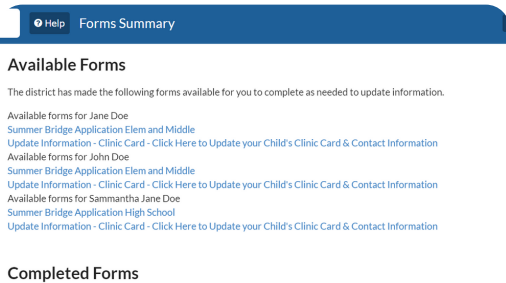 Help Forms Summary
Available Forms
The district has made the following forms available for you to complete as needed to update information.
Available forms for Jane Doe
Summer Bridge Application Elem and Middle
Update Information - Clinic Card - Click Here to Update your Child's Clinic Card & Contact Information
Available forms for John Doe
Summer Bridge Application Elem and Middle
Update Information - Clinic Card - Click Here to Update your Child's Clinic Card & Contact Information
Available forms for Sammantha Jane Doe
Summer Bridge Application High School
Update Information - Clinic Card - Click Here to Update your Child's Clinic Card & Contact Information
Completed Forms